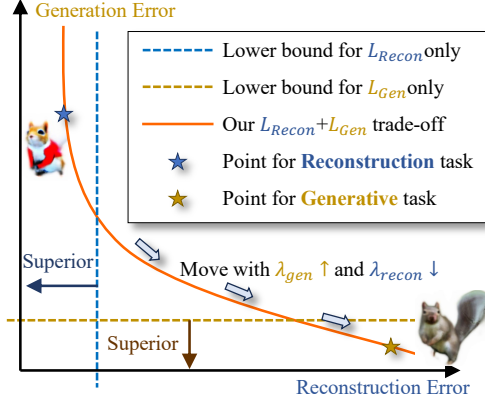 Generation Error
Lower bound for L_Recon only
Lower bound for L_Gen only
Our L_Recon+L_Gen trade-off
Point for Reconstruction task
Point for Generative task
Move with λ_gen ↑ and λ_recon ↓
Superior
Superior
Reconstruction Error